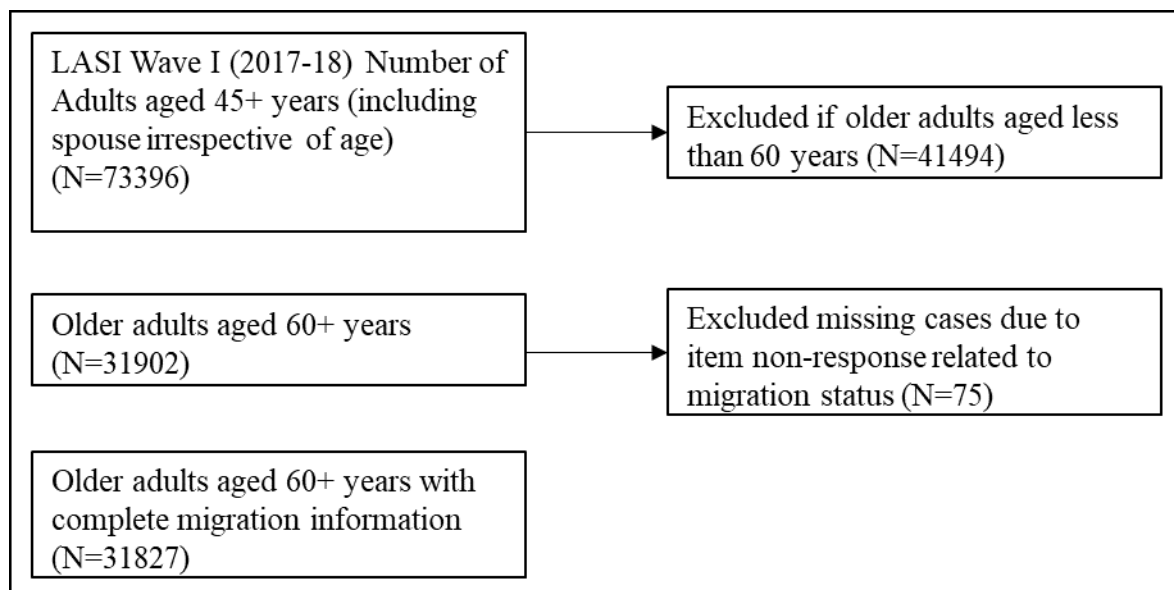 LASI Wave I (2017-18) Number of
Adults aged 45+ years (including
spouse irrespective of age)
(N=73396)
Excluded if older adults aged less
than 60 years (N=41494)
Older adults aged 60+ years
(N=31902)
Excluded missing cases due to
item non-response related to
migration status (N=75)
Older adults aged 60+ years with
complete migration information
(N=31827)